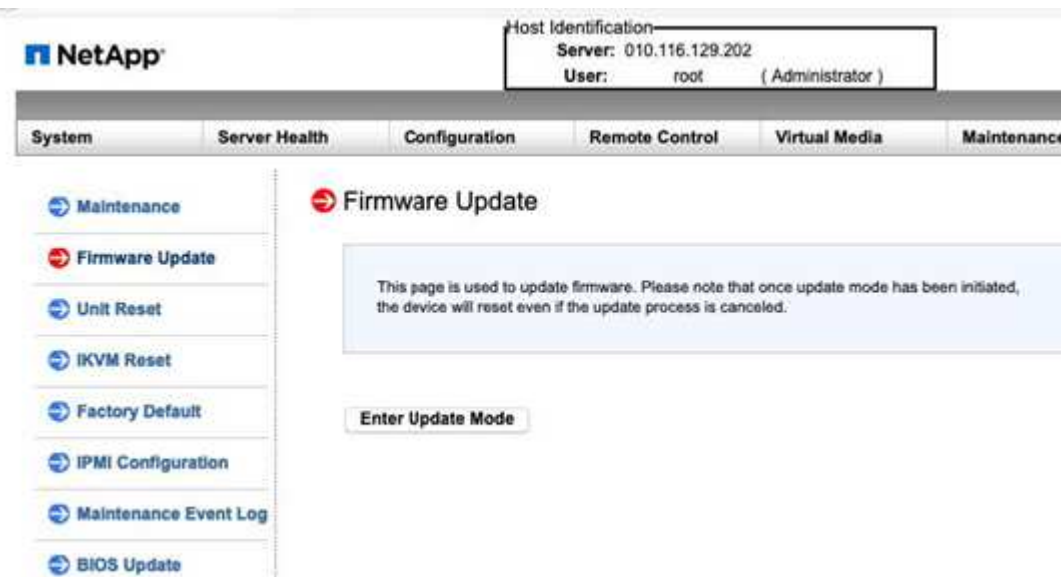 Host Identification
NetApp
Server: 010.116.129.202
User: root ( Administrator )
System Server Health Configuration Remote Control Virtual Media Maintenance
Maintenance
Firmware Update
Unit Reset
IKVM Reset
Factory Default
IPMI Configuration
Maintenance Event Log
BIOS Update
Firmware Update
This page is used to update firmware. Please note that once update mode has been initiated,
the device will reset even if the update process is canceled.
Enter Update Mode